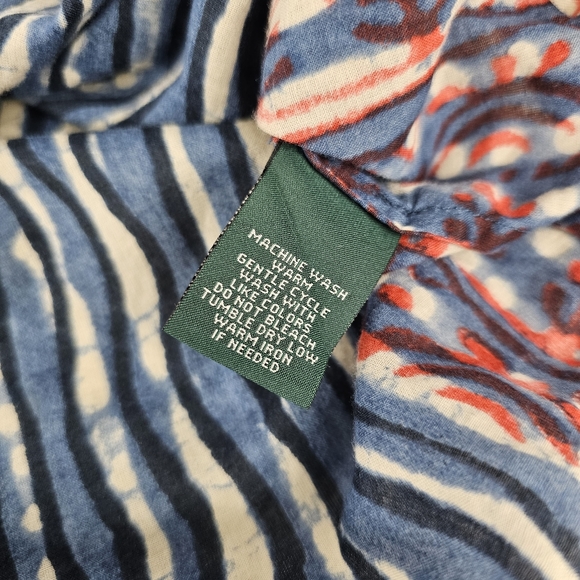 MACHINE WASH
WARM
GENTLE CYCLE
WASH WITH
LIKE COLORS
DO NOT BLEACH
TUMBLE DRY LOW
WARM IRON
IF NEEDED